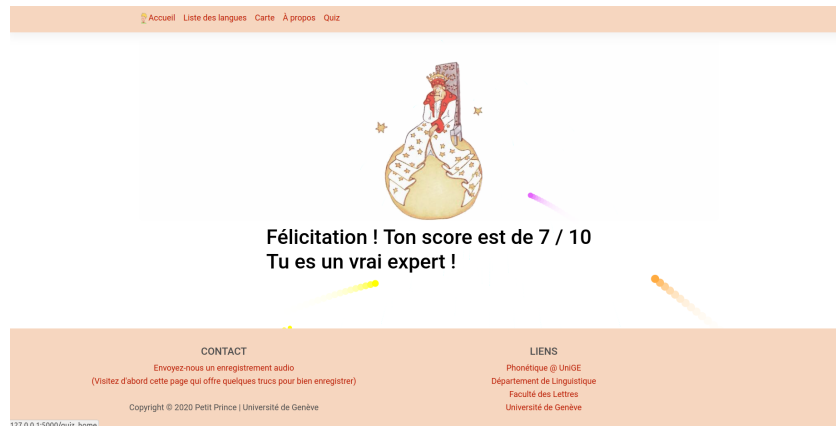 Accueil Liste des langues Carte À propos Quiz
Félicitation ! Ton score est de 7 / 10
Tu es un vrai expert !
CONTACT
Envoyez-nous un enregistrement audio
(Visitez d'abord cette page qui offre quelques trucs pour bien enregistrer)
Copyright © 2020 Petit Prince | Université de Genève
LIENS
Phonétique @ UniGE
Département de Linguistique
Faculté des Lettres
Université de Genève
127.0.0.1:5000/quiz_home